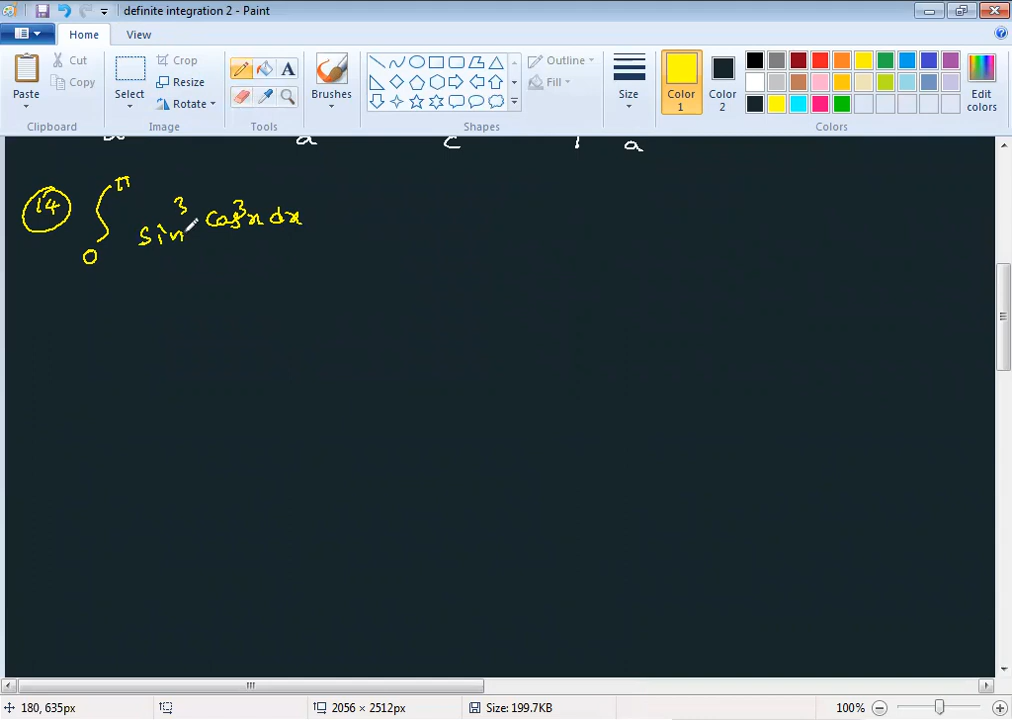 definite integration 2 - Paint
Home View
Paste Cut Copy Select Crop Resize Rotate A Brushes Outline Fill Size Color 1 Color 2 Edit colors
Clipboard Image Tools Shapes Colors
a c a
14 ∫ π 0 sin³ cos³x dx
180, 635px 2056 × 2512px Size: 199.7KB 100%